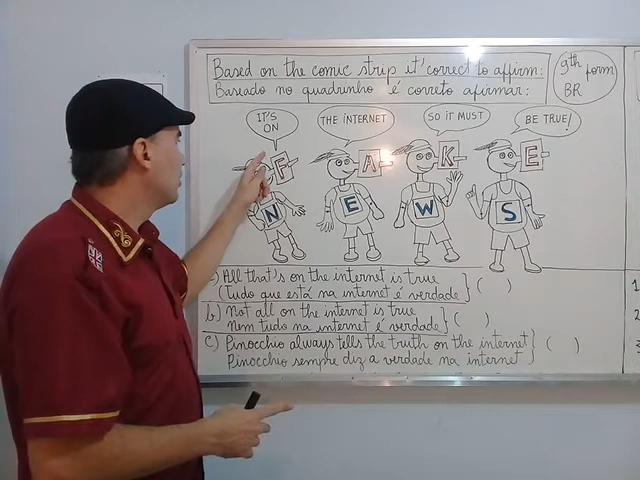 Based on the comic strip it' correct to affirm:
Baseado no quadrinho é correto afirmar:
9th form
BR
IT'S
ON
THE INTERNET
SO IT MUST
BE TRUE!
F A K E
N E W S
) All that's on the internet is true ( )
(Tudo que está na internet é verdade)
b) Not all on the internet is true ( )
Nem tudo na internet é verdade
c) Pinocchio always tells the truth on the internet ( )
Pinocchio sempre diz a verdade na internet
1
2